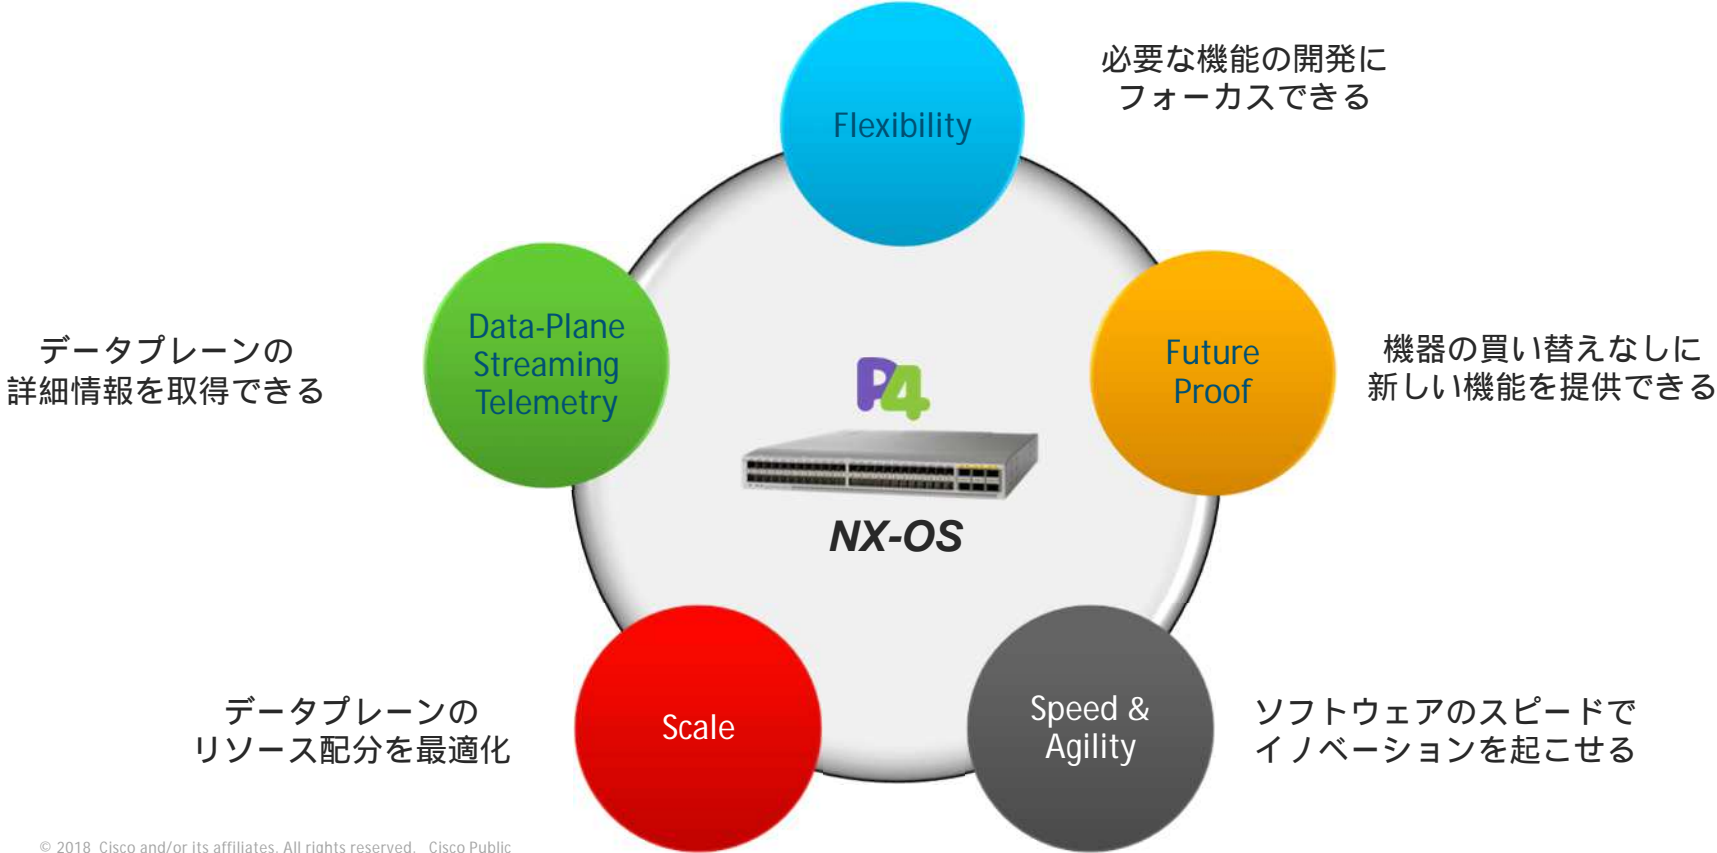 必要な機能の開発に
フォーカスできる
Flexibility
データプレーンの
詳細情報を取得できる
Data-Plane
Streaming
Telemetry
P4
NX-OS
Future
Proof
機器の買い替えなしに
新しい機能を提供できる
データプレーンの
リソース配分を最適化
Scale
Speed &
Agility
ソフトウェアのスピードで
イノベーションを起こせる
© 2018 Cisco and/or its affiliates. All rights reserved. Cisco Public